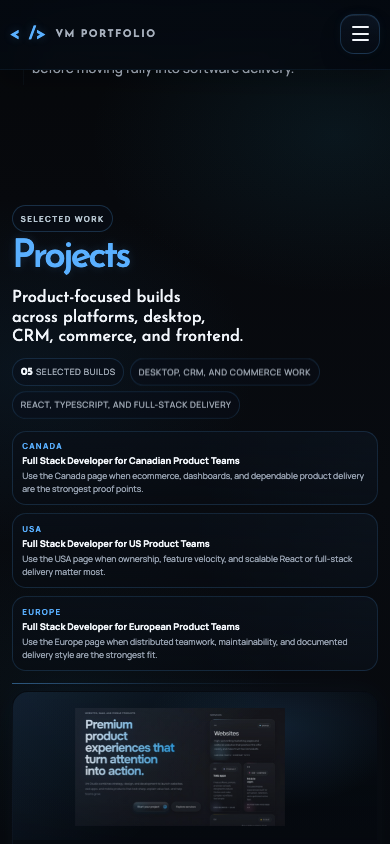 < /> VM PORTFOLIO
before moving fully into software delivery.
SELECTED WORK
Projects
Product-focused builds
across platforms, desktop,
CRM, commerce, and frontend.
05 SELECTED BUILDS
DESKTOP, CRM, AND COMMERCE WORK
REACT, TYPESCRIPT, AND FULL-STACK DELIVERY
CANADA
Full Stack Developer for Canadian Product Teams
Use the Canada page when ecommerce, dashboards, and dependable product delivery
are the strongest proof points.
USA
Full Stack Developer for US Product Teams
Use the USA page when ownership, feature velocity, and scalable React or full-stack
delivery matter most.
EUROPE
Full Stack Developer for European Product Teams
Use the Europe page when distributed teamwork, maintainability, and documented
delivery style are the strongest fit.
Premium
product
experiences that
turn attention
into action.
Websites